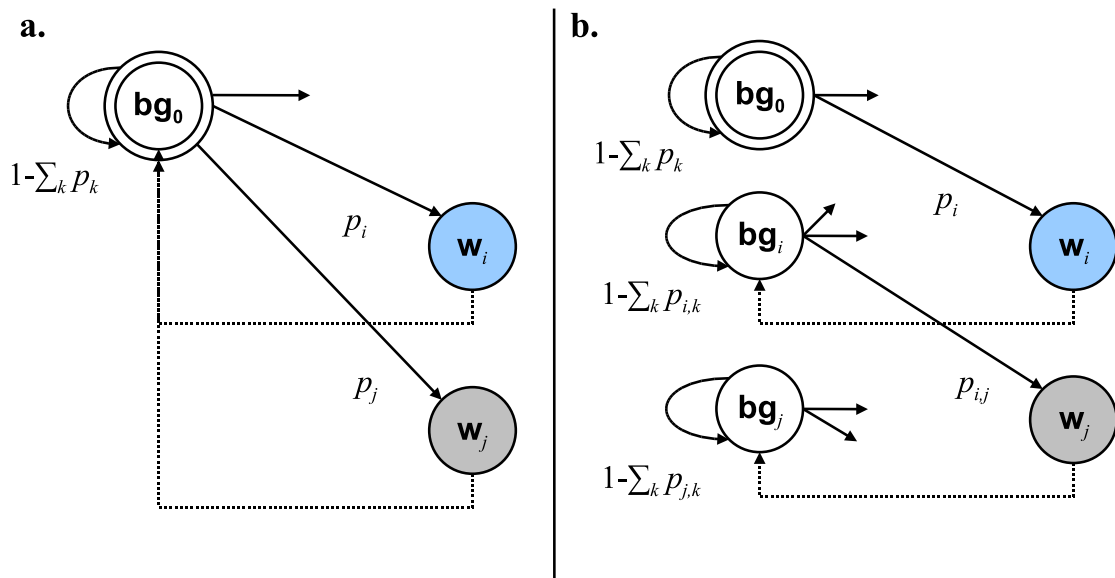 a.
bg₀
1-∑ₖ pₖ
pᵢ
wᵢ
pⱼ
wⱼ
b.
bg₀
1-∑ₖ pₖ
pᵢ
wᵢ
bgᵢ
1-∑ₖ pᵢ,ₖ
pᵢ,ⱼ
wⱼ
bgⱼ
1-∑ₖ pⱼ,ₖ